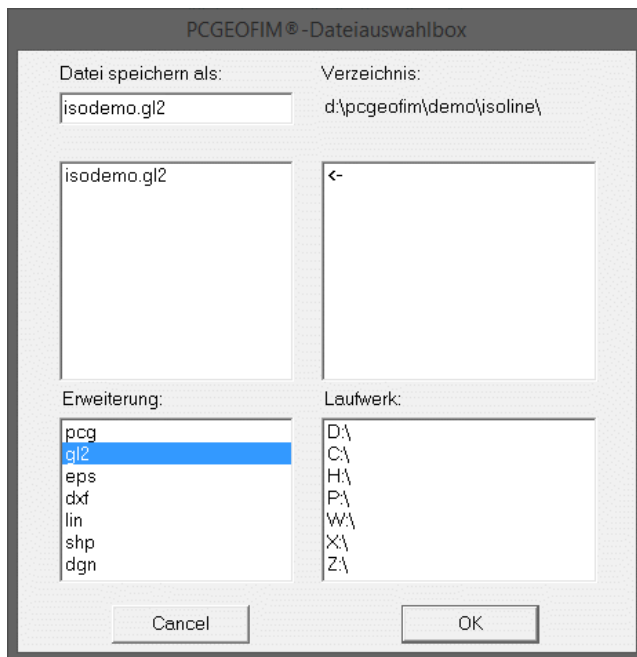 PCGEOFIM®-Dateiauswahlbox
Datei speichern als:
Verzeichnis:
isodemo.gl2
d:\pcgeofim\demo\isoline\
isodemo.gl2
<-
Erweiterung:
Laufwerk:
pcg
gl2
eps
dxf
lin
shp
dgn
D:\
C:\
H:\
P:\
W:\
X:\
Z:\
Cancel
OK